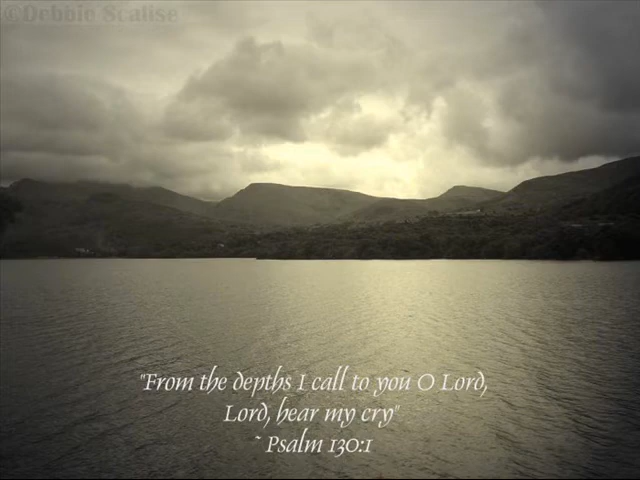 ©Debbie Scalise
"From the depths I call to you O Lord,
Lord, hear my cry"
~ Psalm 130:1